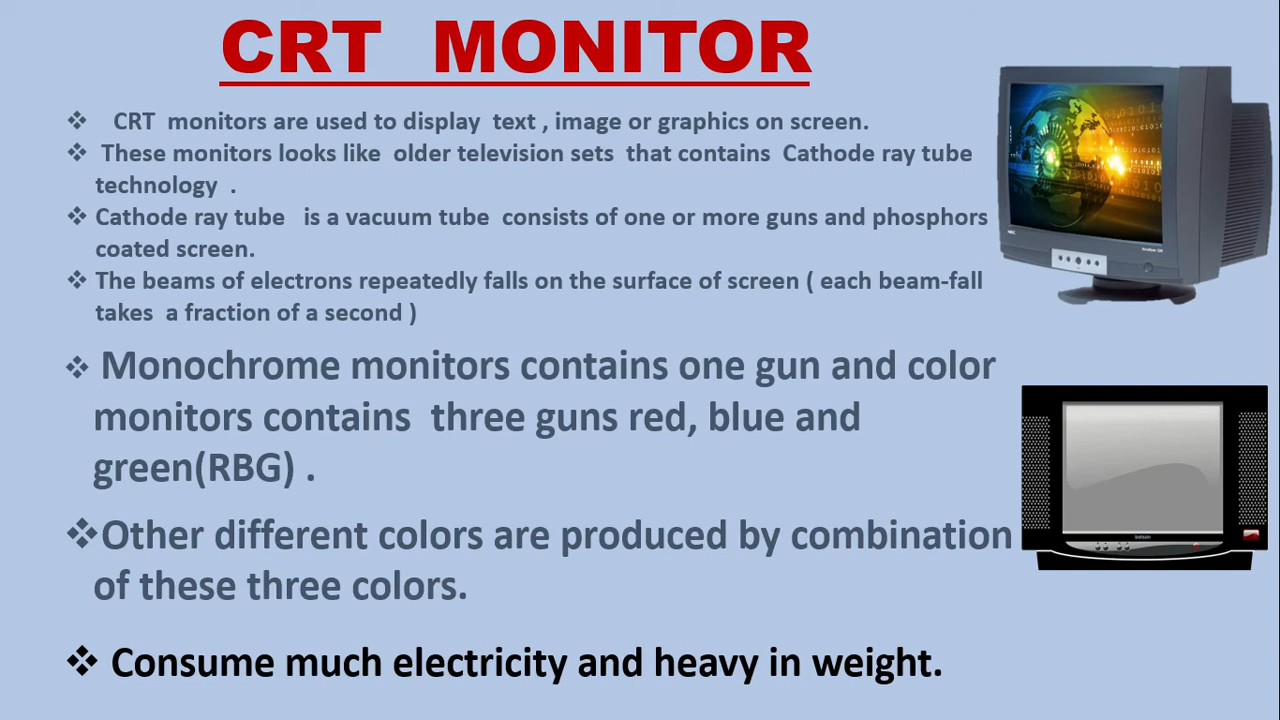 CRT MONITOR
❖ CRT monitors are used to display text , image or graphics on screen.
❖ These monitors looks like older television sets that contains Cathode ray tube
technology .
❖ Cathode ray tube is a vacuum tube consists of one or more guns and phosphors
coated screen.
❖ The beams of electrons repeatedly falls on the surface of screen ( each beam-fall
takes a fraction of a second )
❖ Monochrome monitors contains one gun and color
monitors contains three guns red, blue and
green(RBG) .
❖Other different colors are produced by combination
of these three colors.
❖ Consume much electricity and heavy in weight.
NEC